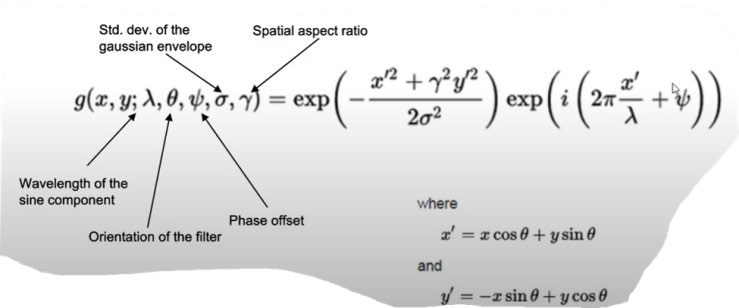 Std. dev. of the
gaussian envelope
Spatial aspect ratio
g(x, y; λ, θ, ψ, σ, γ) = exp(−(x′² + γ²y′²)/(2σ²)) exp(i(2π x′/λ + ψ))
Wavelength of the
sine component
Orientation of the filter
Phase offset
where
x′ = x cos θ + y sin θ
and
y′ = −x sin θ + y cos θ